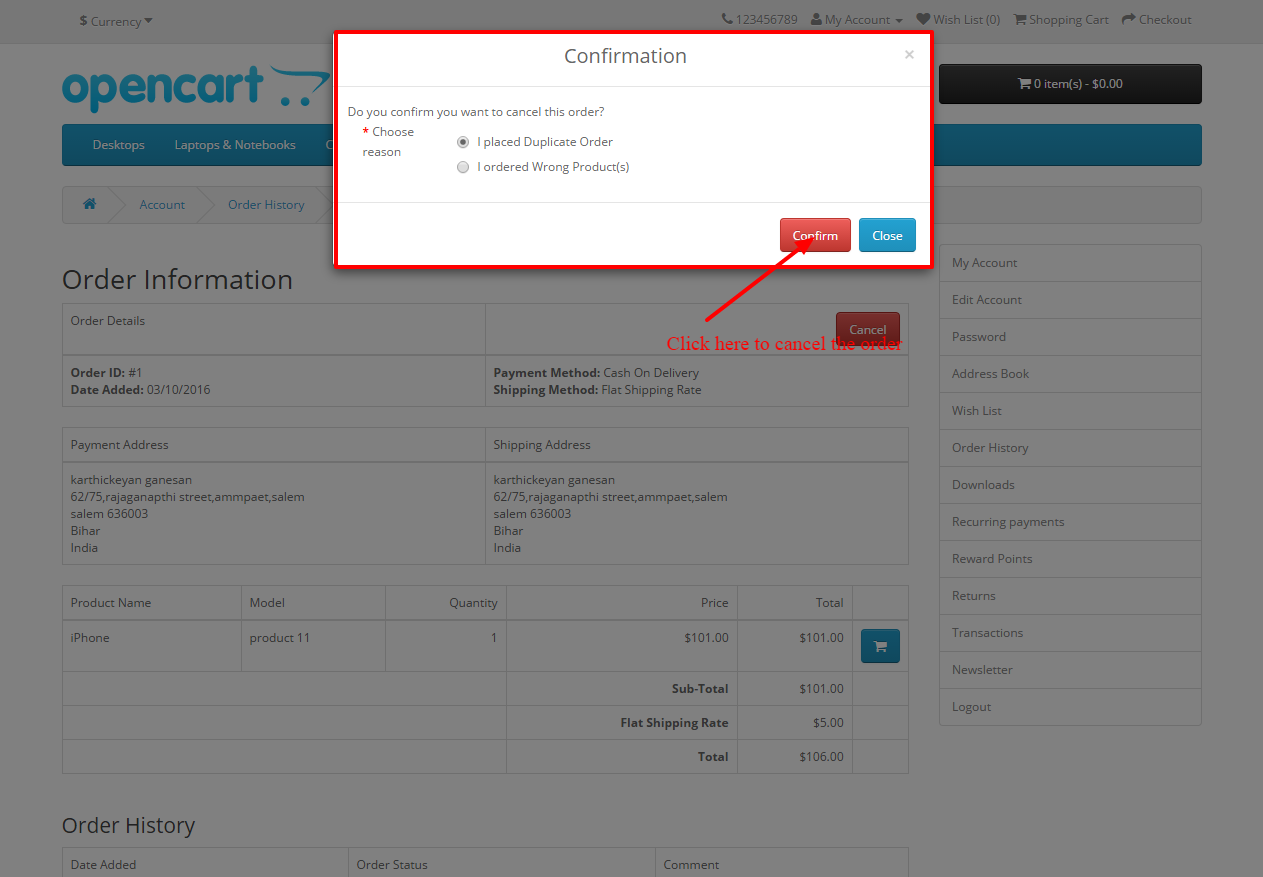 $ Currency
123456789 My Account Wish List (0) Shopping Cart Checkout
Confirmation ×
opencart
0 item(s) - $0.00
Do you confirm you want to cancel this order?
* Choose reason
I placed Duplicate Order
I ordered Wrong Product(s)
Desktops Laptops & Notebooks
Account Order History
Confirm Close
Click here to cancel the order
Order Information
Order Details Cancel
Order ID: #1
Date Added: 03/10/2016
Payment Method: Cash On Delivery
Shipping Method: Flat Shipping Rate
Payment Address Shipping Address
karthickeyan ganesan
62/75,rajaganapthi street,ammpaet,salem
salem 636003
Bihar
India
karthickeyan ganesan
62/75,rajaganapthi street,ammpaet,salem
salem 636003
Bihar
India
Product Name Model Quantity Price Total
iPhone product 11 1 $101.00 $101.00
Sub-Total $101.00
Flat Shipping Rate $5.00
Total $106.00
Order History
Date Added Order Status Comment
My Account
Edit Account
Password
Address Book
Wish List
Order History
Downloads
Recurring payments
Reward Points
Returns
Transactions
Newsletter
Logout